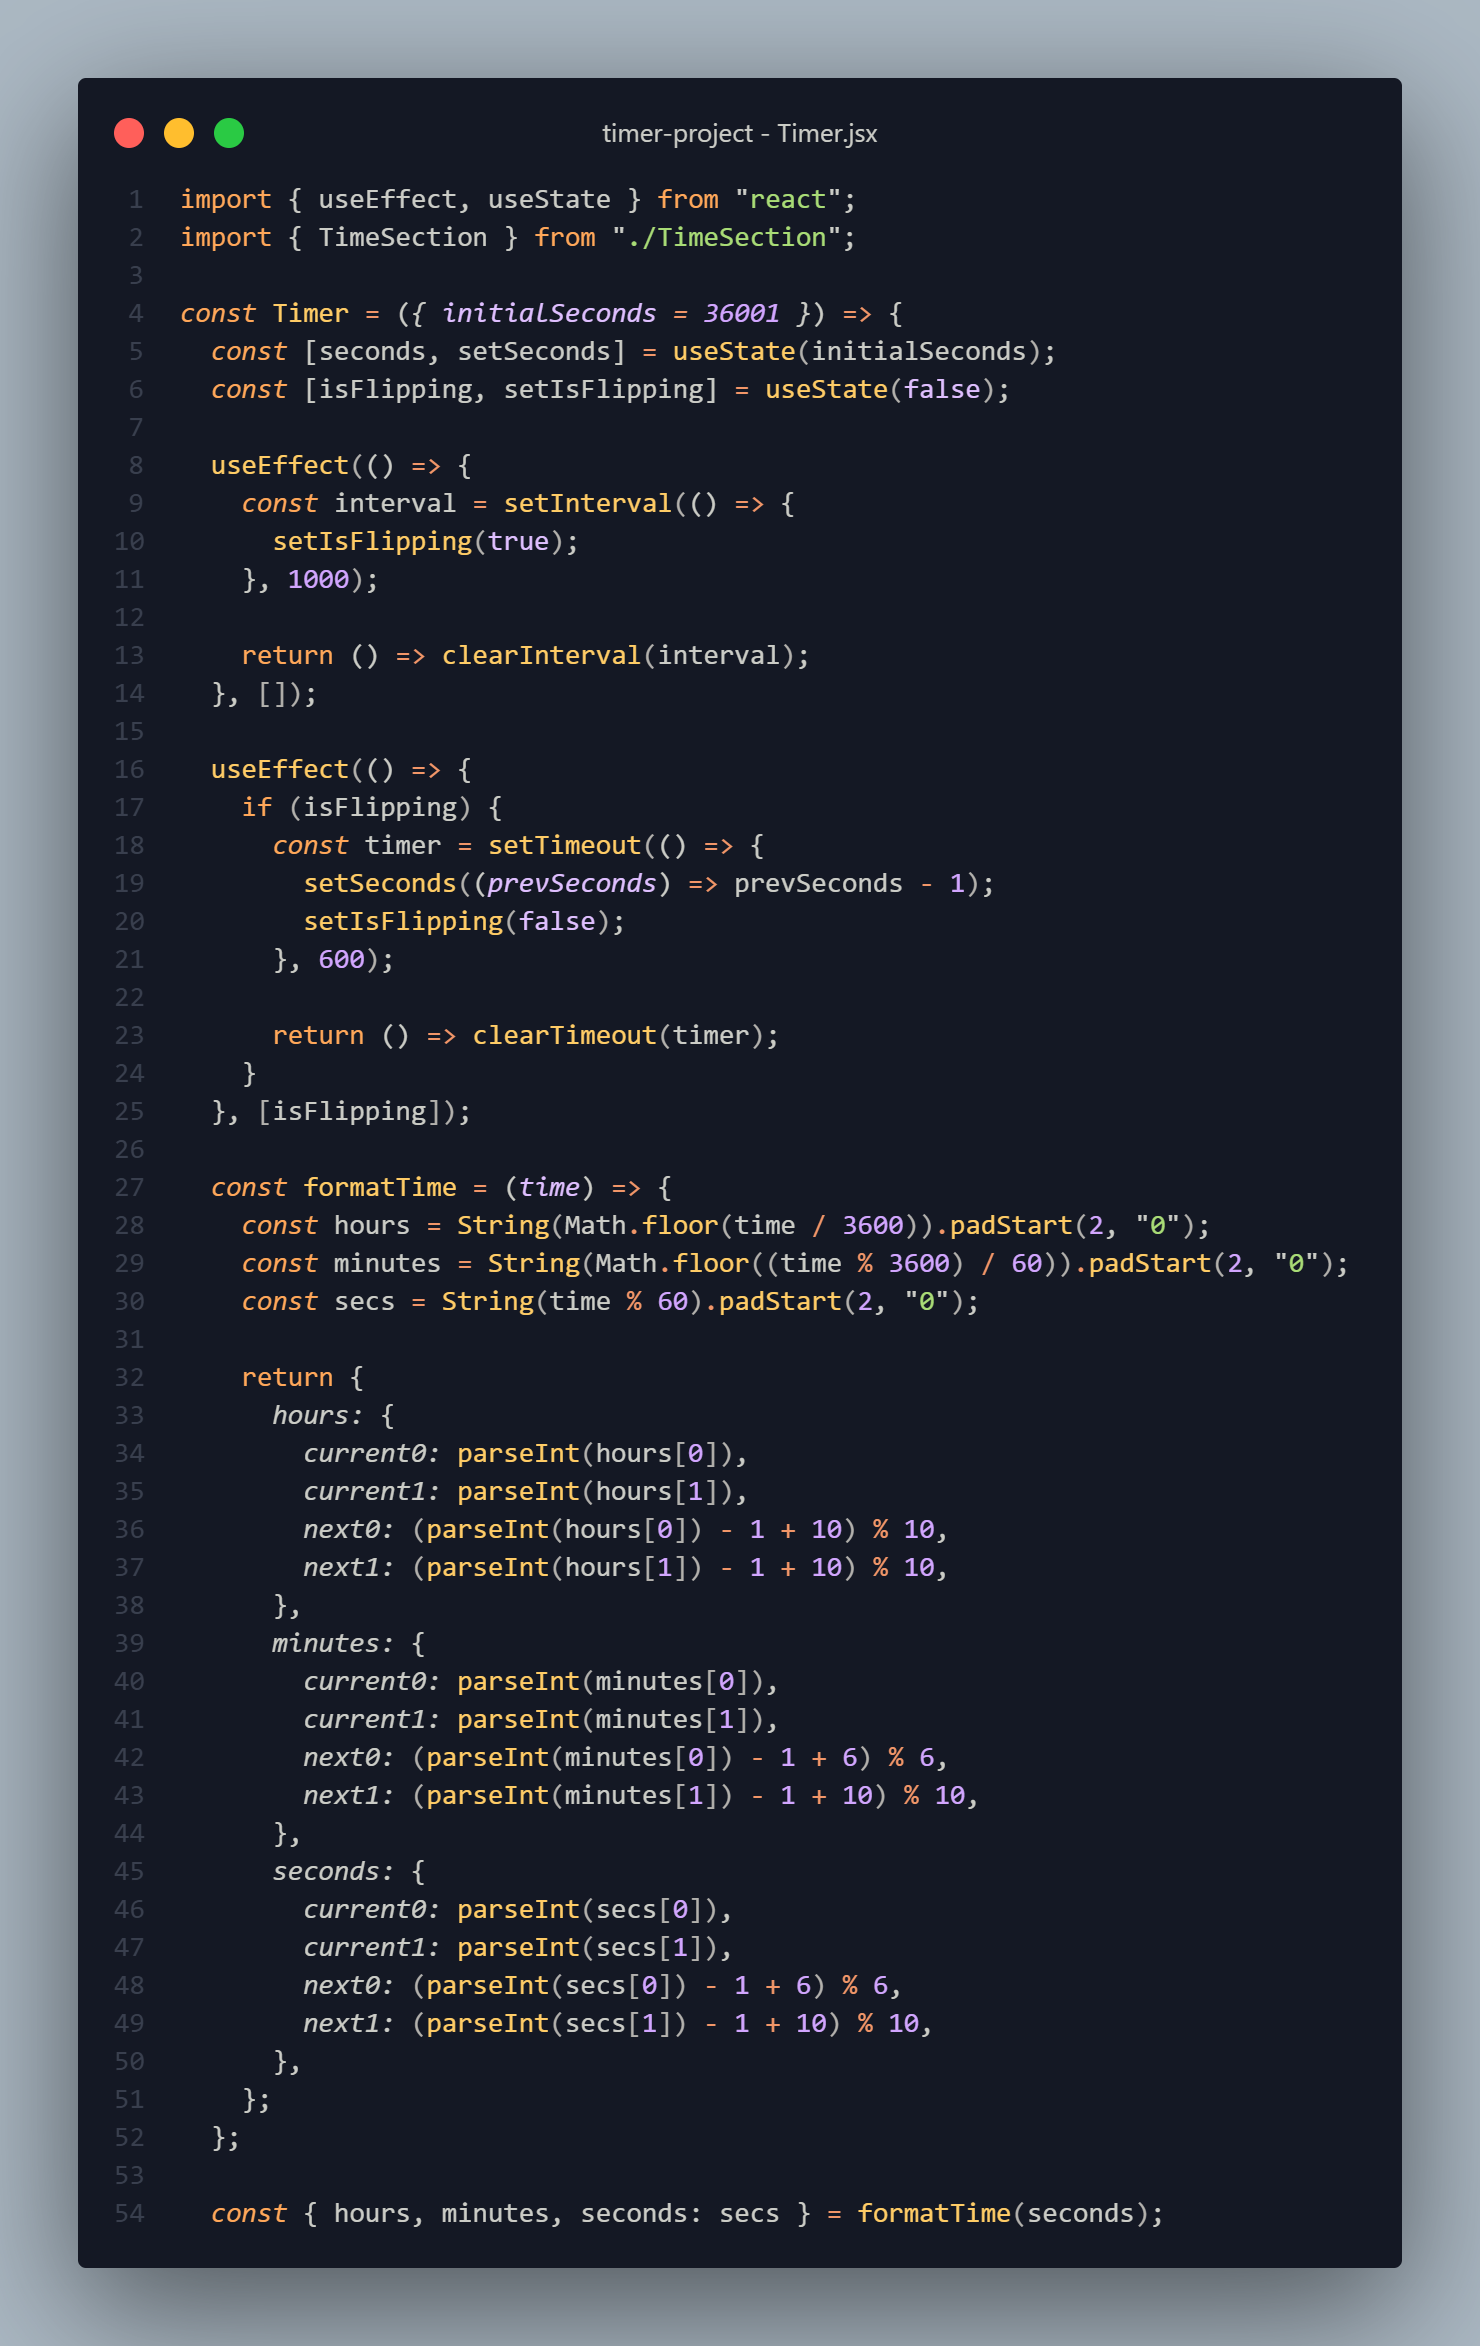 timer-project - Timer.jsx
1 import { useEffect, useState } from "react";
2 import { TimeSection } from "./TimeSection";
3
4 const Timer = ({ initialSeconds = 36001 }) => {
5   const [seconds, setSeconds] = useState(initialSeconds);
6   const [isFlipping, setIsFlipping] = useState(false);
7
8   useEffect(() => {
9     const interval = setInterval(() => {
10       setIsFlipping(true);
11     }, 1000);
12
13     return () => clearInterval(interval);
14   }, []);
15
16   useEffect(() => {
17     if (isFlipping) {
18       const timer = setTimeout(() => {
19         setSeconds((prevSeconds) => prevSeconds - 1);
20         setIsFlipping(false);
21       }, 600);
22
23       return () => clearTimeout(timer);
24     }
25   }, [isFlipping]);
26
27   const formatTime = (time) => {
28     const hours = String(Math.floor(time / 3600)).padStart(2, "0");
29     const minutes = String(Math.floor((time % 3600) / 60)).padStart(2, "0");
30     const secs = String(time % 60).padStart(2, "0");
31
32     return {
33       hours: {
34         current0: parseInt(hours[0]),
35         current1: parseInt(hours[1]),
36         next0: (parseInt(hours[0]) - 1 + 10) % 10,
37         next1: (parseInt(hours[1]) - 1 + 10) % 10,
38       },
39       minutes: {
40         current0: parseInt(minutes[0]),
41         current1: parseInt(minutes[1]),
42         next0: (parseInt(minutes[0]) - 1 + 6) % 6,
43         next1: (parseInt(minutes[1]) - 1 + 10) % 10,
44       },
45       seconds: {
46         current0: parseInt(secs[0]),
47         current1: parseInt(secs[1]),
48         next0: (parseInt(secs[0]) - 1 + 6) % 6,
49         next1: (parseInt(secs[1]) - 1 + 10) % 10,
50       },
51     };
52   };
53
54   const { hours, minutes, seconds: secs } = formatTime(seconds);